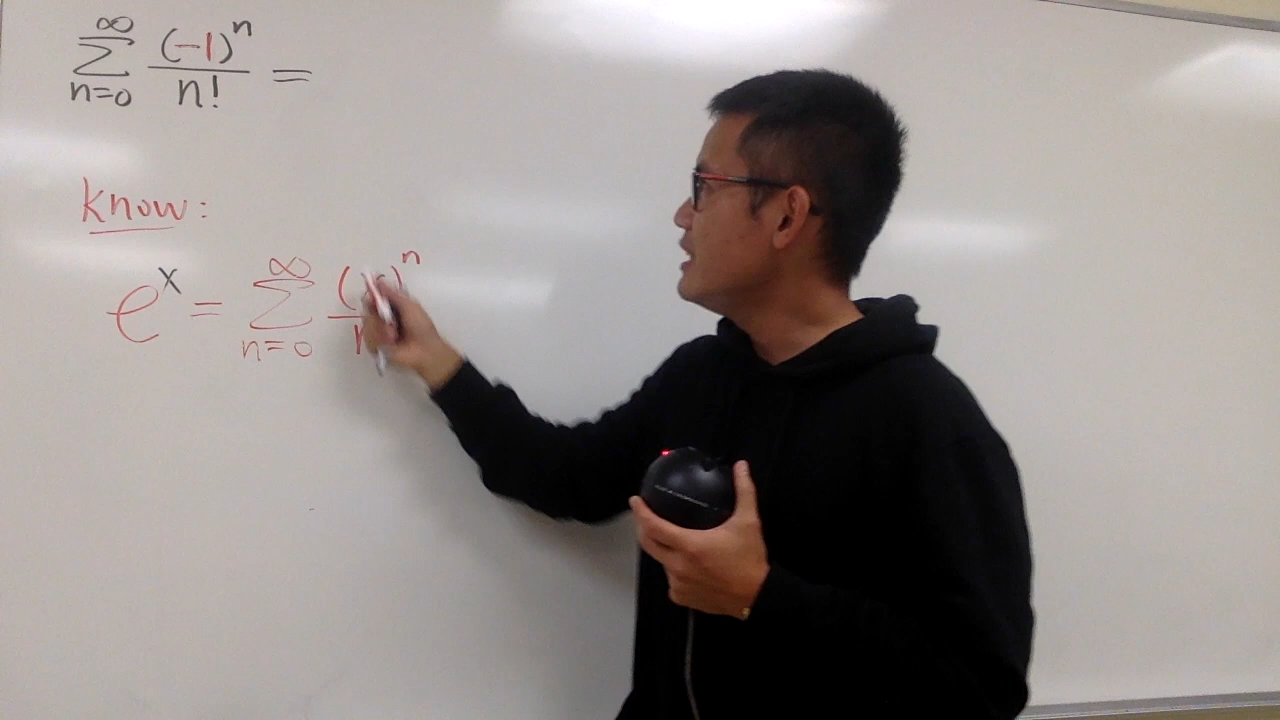 ∞
∑ (-1)^n / n! =
n=0
know:
e^x = ∑ ( )^n / n
∞
n=0